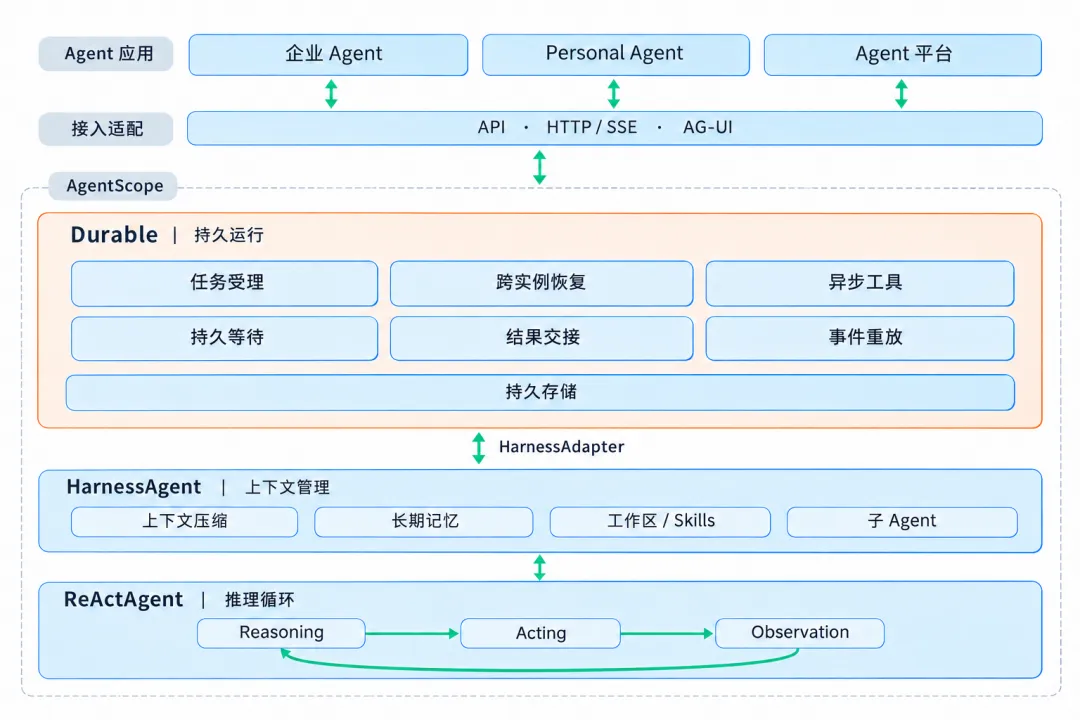 Agent 应用
企业 Agent
Personal Agent
Agent 平台
接入适配
API · HTTP / SSE · AG-UI
AgentScope
Durable | 持久运行
任务受理
跨实例恢复
异步工具
持久等待
结果交接
事件重放
持久存储
HarnessAdapter
HarnessAgent | 上下文管理
上下文压缩
长期记忆
工作区 / Skills
子 Agent
ReActAgent | 推理循环
Reasoning
Acting
Observation